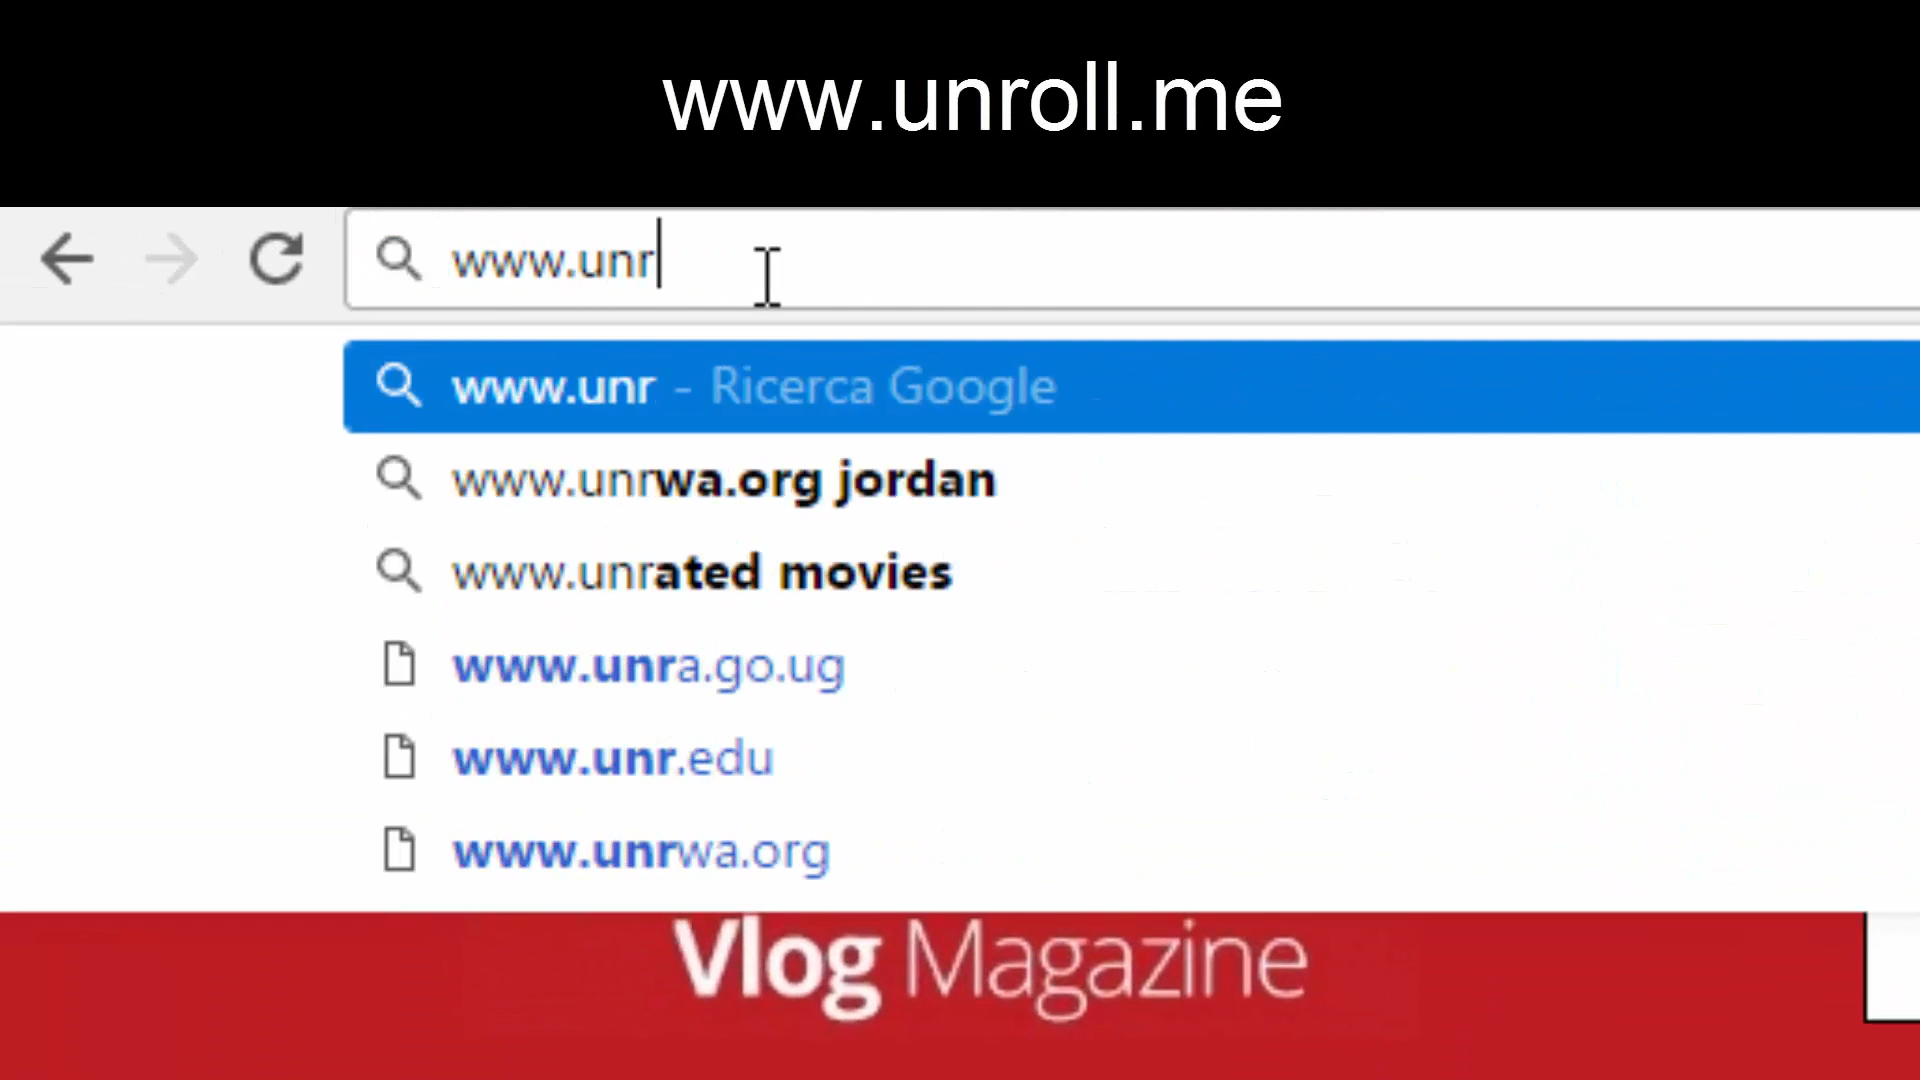 www.unroll.me
www.unr
www.unr - Ricerca Google
www.unrwa.org jordan
www.unrated movies
www.unra.go.ug
www.unr.edu
www.unrwa.org
Vlog Magazine